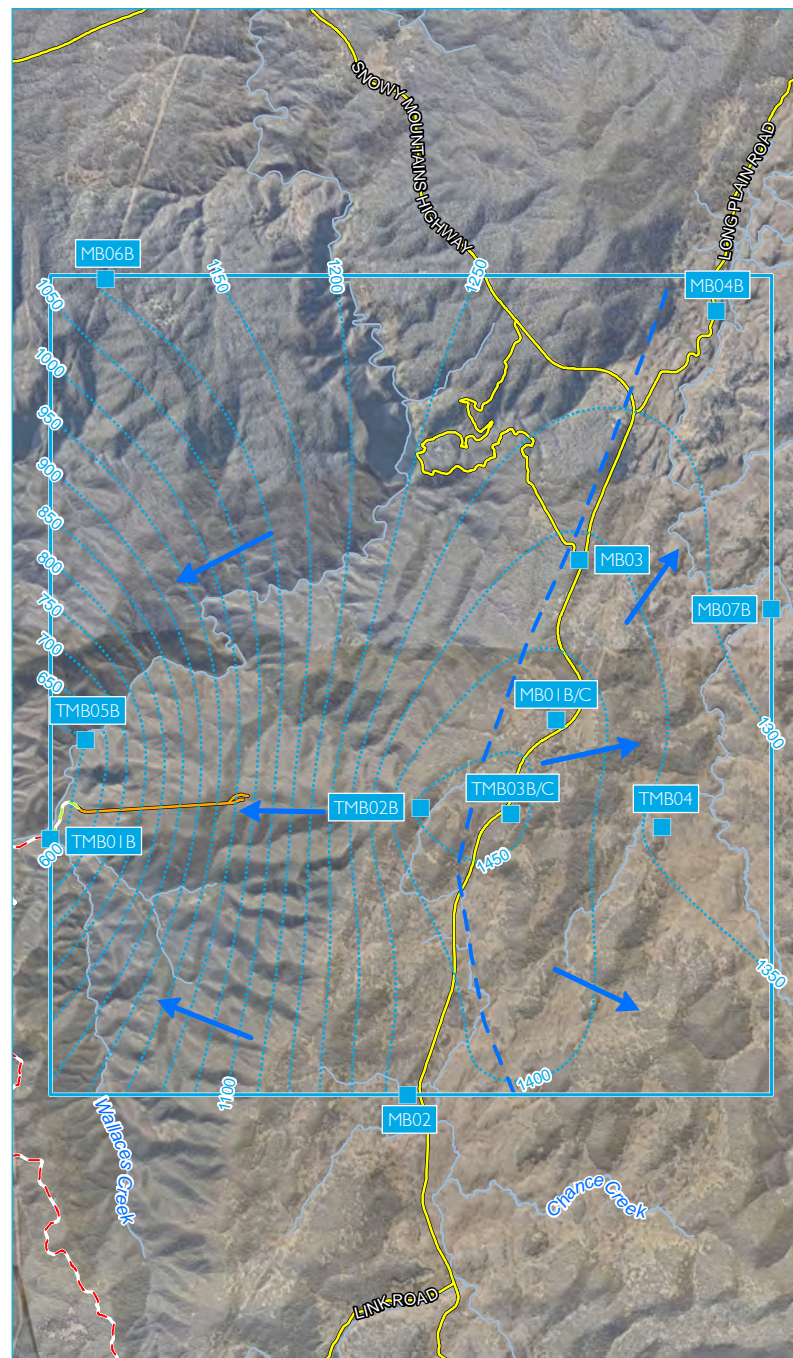 SNOWY MOUNTAINS HIGHWAY
LONG PLAIN ROAD
MB06B
1150
1200
1250
MB04B
1050
1000
950
900
850
800
750
700
650
MB03
MB07B
TMB05B
MB01B/C
1300
TMB02B
TMB03B/C
TMB04
TMB01B
600
1450
1350
1400
1100
MB02
Wallaces Creek
Chance Creek
LINK ROAD